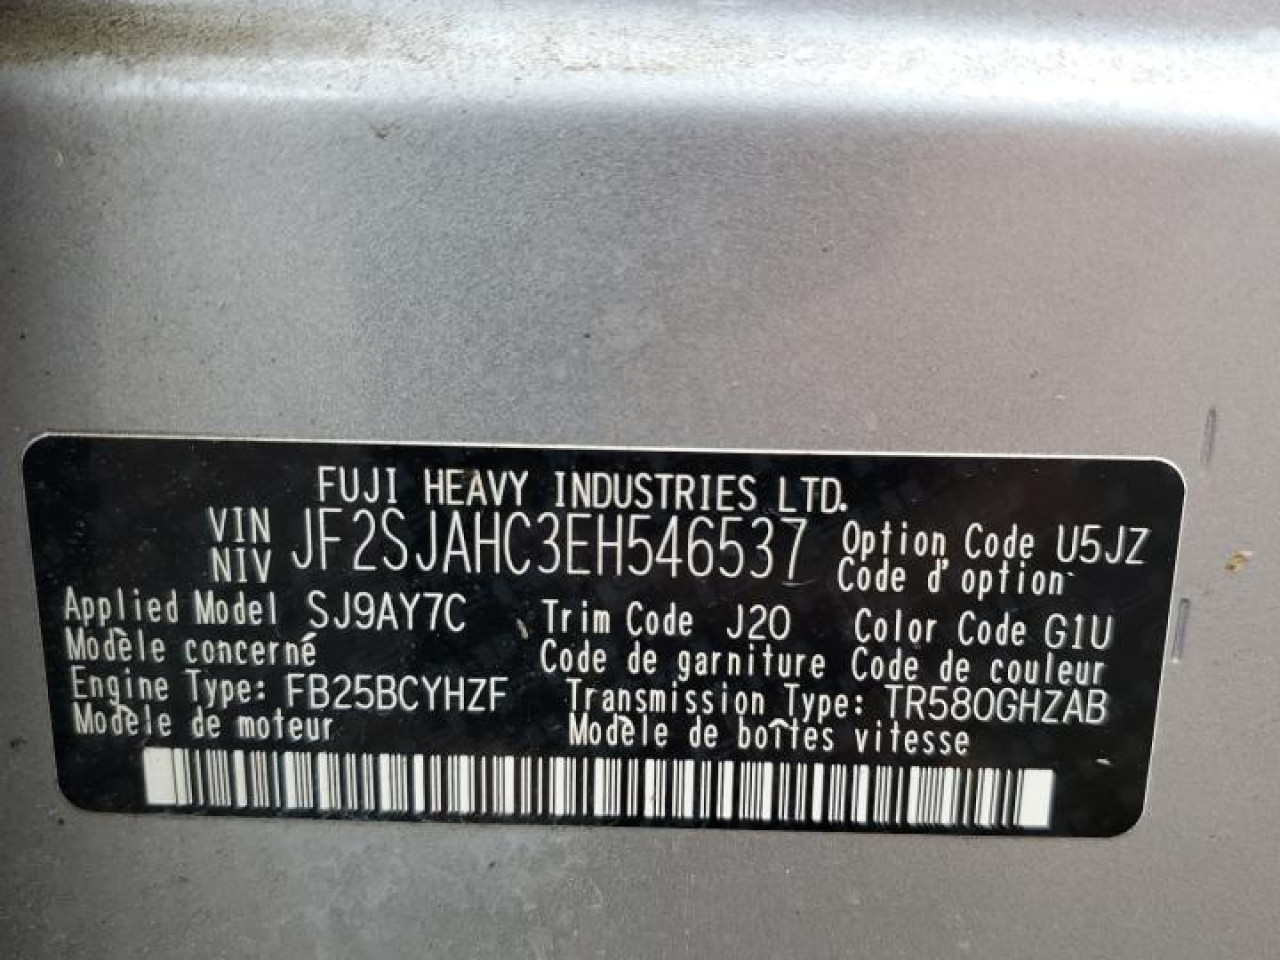 FUJI HEAVY INDUSTRIES LTD.
VIN JF2SJAHC3EH546537 Option Code U5JZ
NIV Code d'option
Applied Model SJ9AY7C Trim Code J20 Color Code G1U
Modèle concerné Code de garniture Code de couleur
Engine Type: FB25BCYHZF Transmission Type: TR580GHZAB
Modèle de moteur Modèle de boîtes vitesse